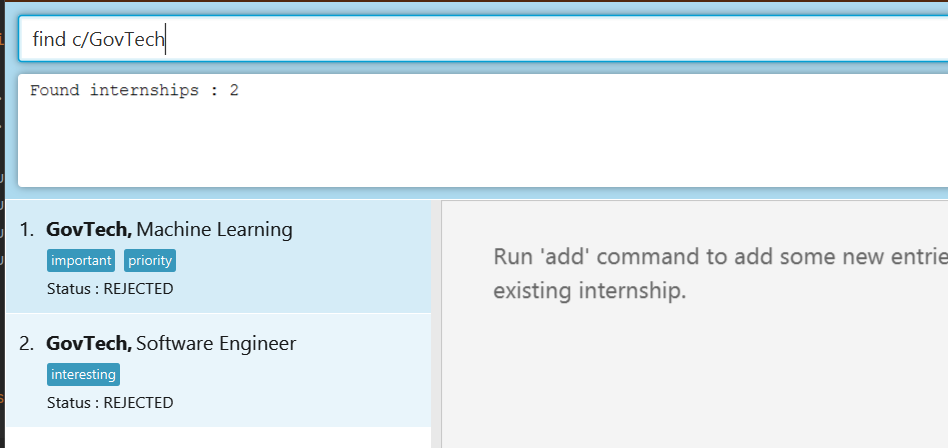 find c/GovTech
Found internships : 2
1. GovTech, Machine Learning
important priority
Status : REJECTED
2. GovTech, Software Engineer
interesting
Status : REJECTED
Run 'add' command to add some new entrie
existing internship.